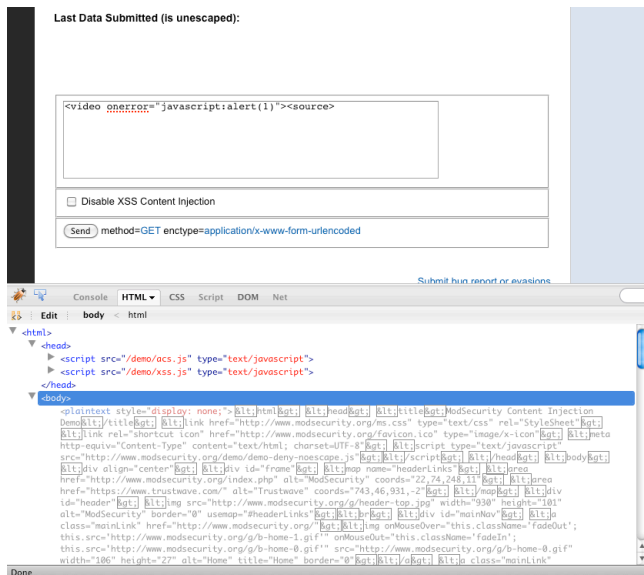 Last Data Submitted (is unescaped):
<video onerror="javascript:alert(1)"><source>
Disable XSS Content Injection
Send method=GET enctype=application/x-www-form-urlencoded
Submit bug report or evasions
Console HTML CSS Script DOM Net
Edit body < html
<html>
<head>
<script src="/demo/acs.js" type="text/javascript">
<script src="/demo/xss.js" type="text/javascript">
</head>
<body>
<plaintext style="display: none;"> &lt;html&gt; &lt;head&gt; &lt;title&gt;ModSecurity Content Injection
Demo&lt;/title&gt; &lt;link href="http://www.modsecurity.org/ms.css" type="text/css" rel="StyleSheet"&gt;
&lt;link rel="shortcut icon" href="http://www.modsecurity.org/favicon.ico" type="image/x-icon"&gt; &lt;meta
http-equiv="Content-Type" content="text/html; charset=UTF-8"&gt; &lt;script type="text/javascript"
src="http://www.modsecurity.org/demo/demo-deny-noescape.js"&gt;&lt;/script&gt; &lt;/head&gt; &lt;body&gt;
&lt;div align="center"&gt; &lt;div id="frame"&gt; &lt;map name="headerLinks"&gt; &lt;area
href="http://www.modsecurity.org/index.php" alt="ModSecurity" coords="22,74,248,11"&gt; &lt;area
href="https://www.trustwave.com/" alt="Trustwave" coords="743,46,931,-2"&gt; &lt;/map&gt; &lt;div
id="header"&gt; &lt;img src="http://www.modsecurity.org/g/header-top.jpg" width="930" height="101"
alt="ModSecurity" border="0" usemap="#headerLinks"&gt; &lt;br&gt; &lt;div id="mainNav"&gt; &lt;a
class="mainLink" href="http://www.modsecurity.org/"&gt;&lt;img onMouseOver="this.className='fadeOut';
this.src='http://www.modsecurity.org/g/b-home-1.gif'" onMouseOut="this.className='fadeIn';
this.src='http://www.modsecurity.org/g/b-home-0.gif'" src="http://www.modsecurity.org/g/b-home-0.gif"
width="106" height="27" alt="Home" title="Home" border="0"&gt;&lt;/a&gt; &lt;a class="mainLink"
Done